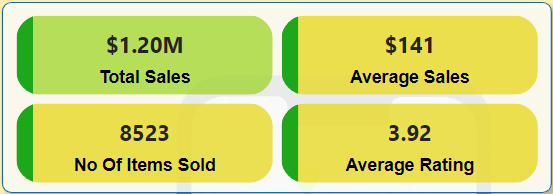 $1.20M
Total Sales
$141
Average Sales
8523
No Of Items Sold
3.92
Average Rating